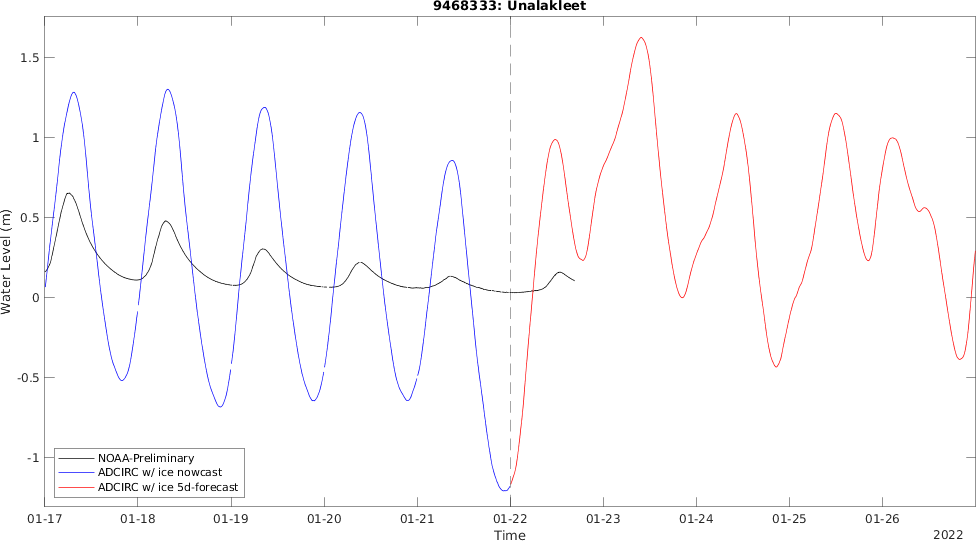 9468333: Unalakleet
1.5
1
0.5
0
-0.5
-1
Water Level (m)
NOAA-Preliminary
ADCIRC w/ ice nowcast
ADCIRC w/ ice 5d-forecast
01-17 01-18 01-19 01-20 01-21 01-22 01-23 01-24 01-25 01-26
Time
2022